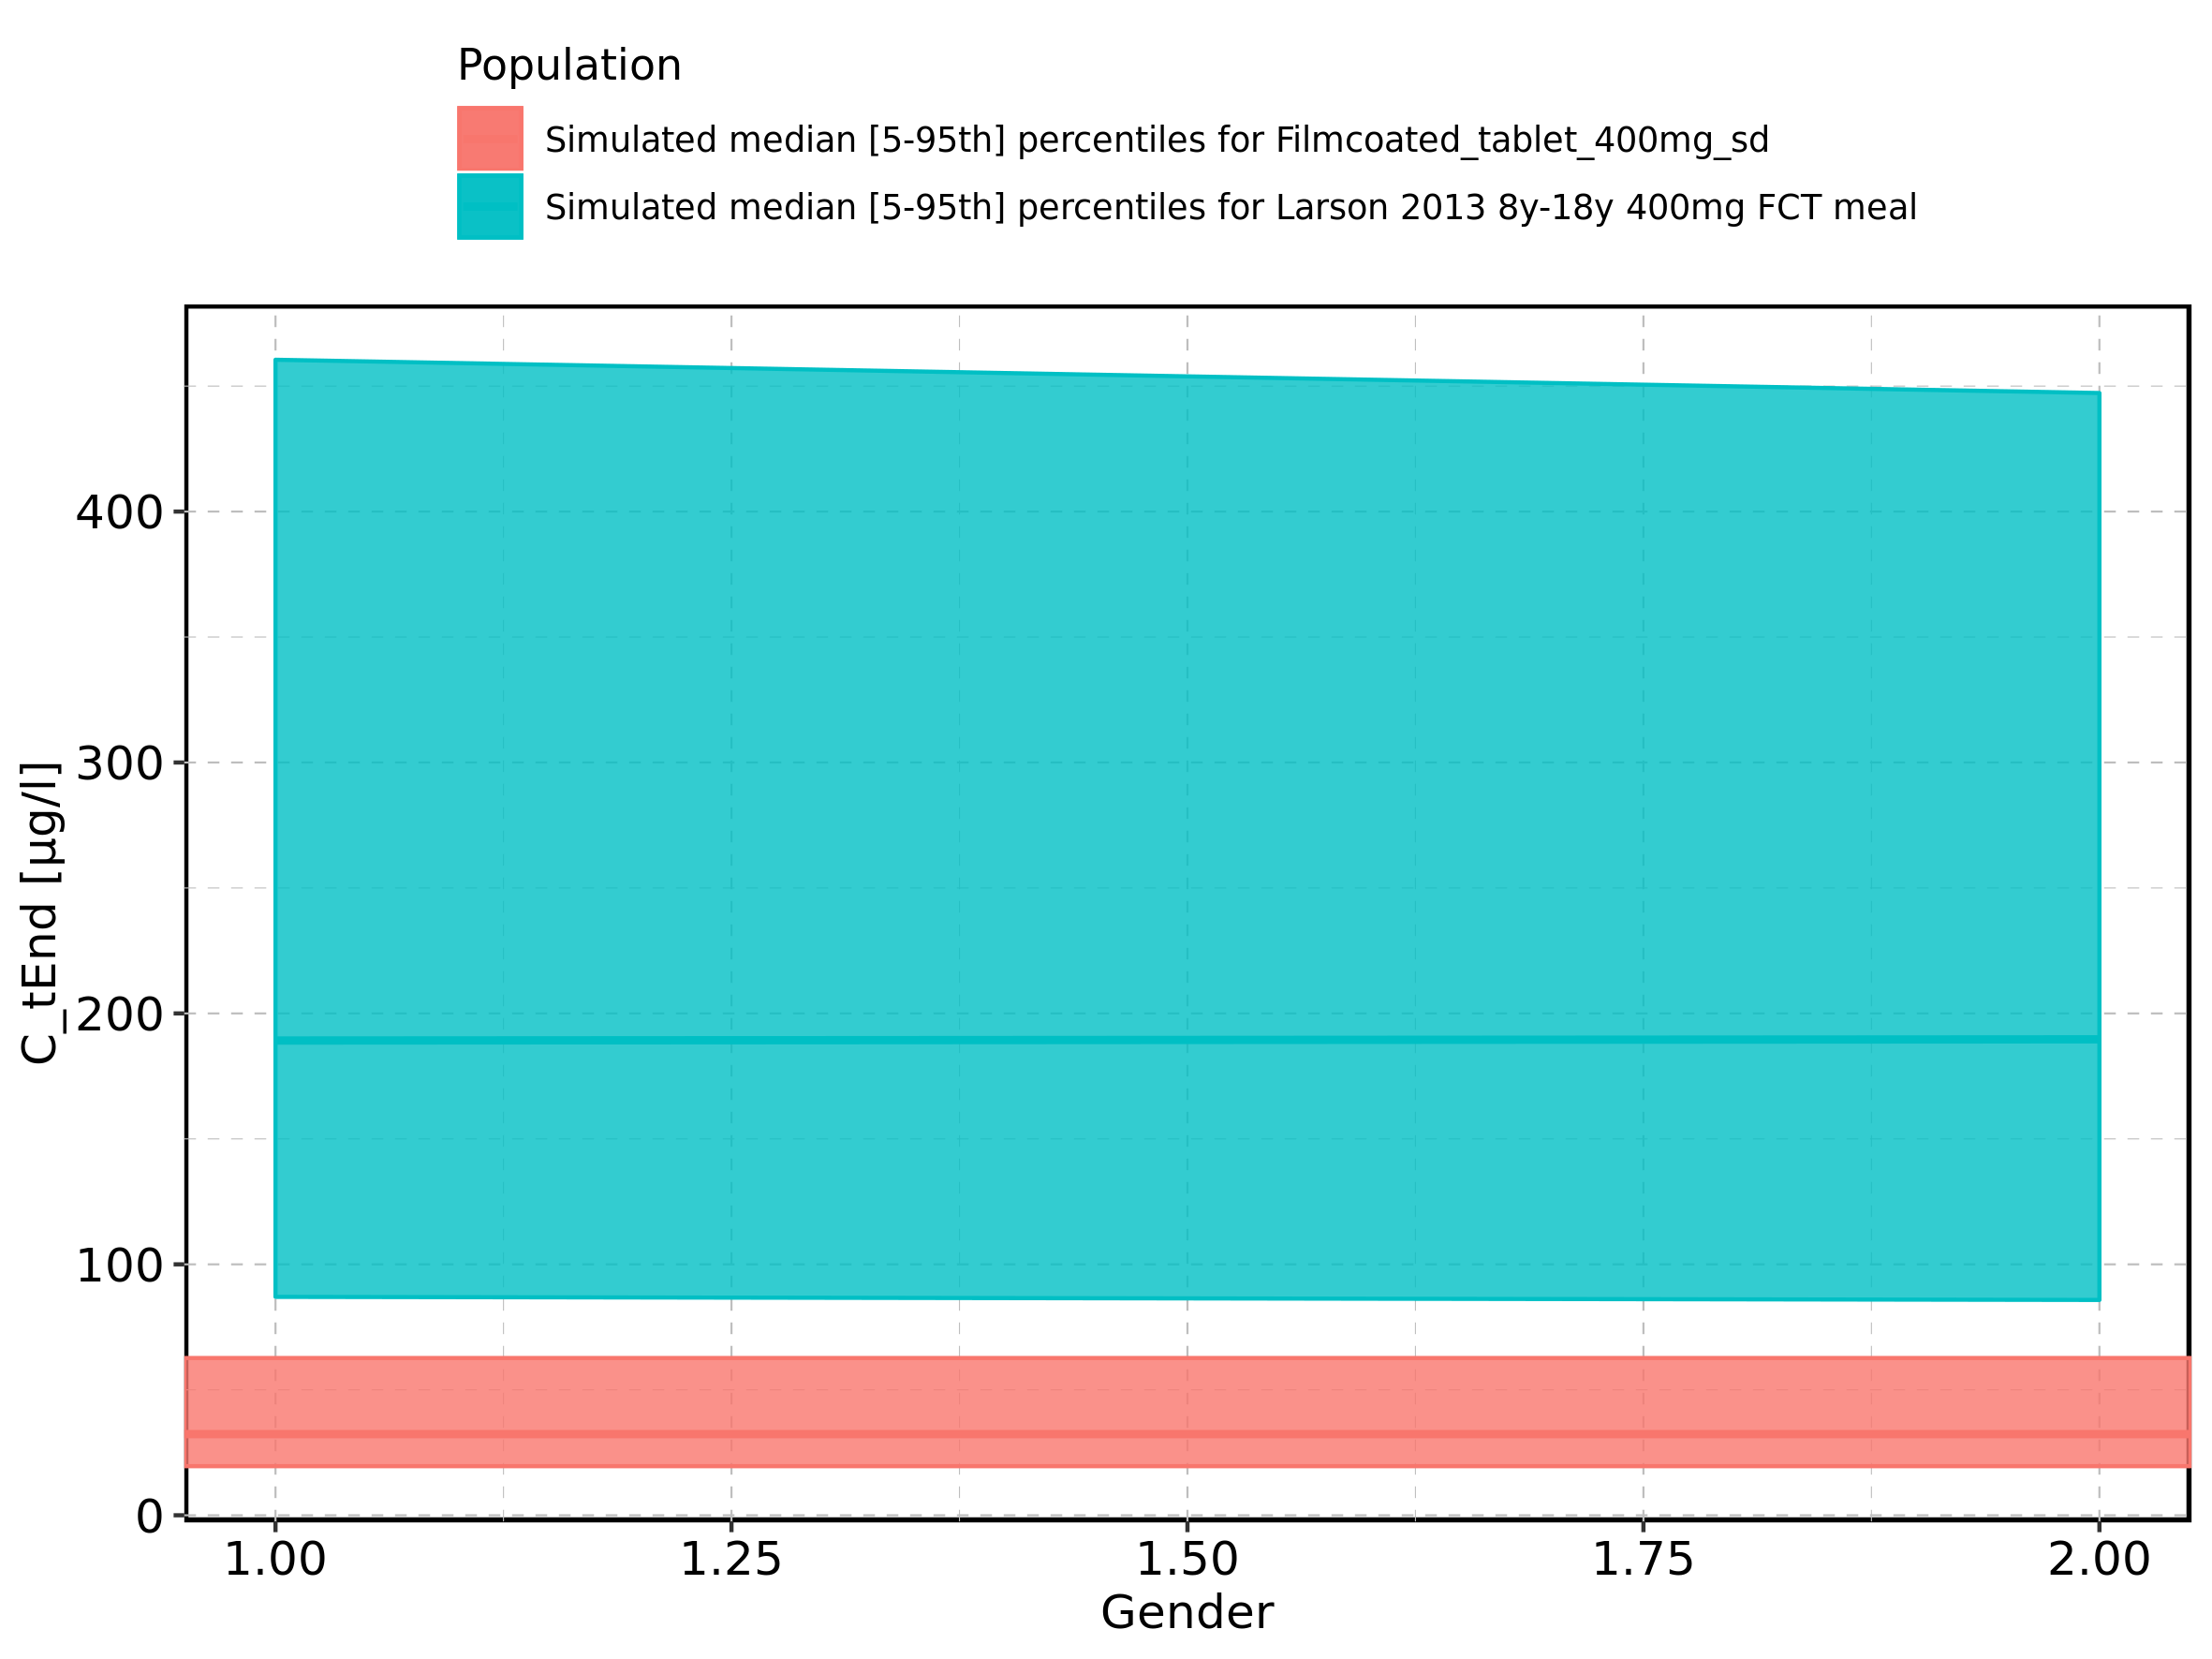 Population
Simulated median [5-95th] percentiles for Filmcoated_tablet_400mg_sd
Simulated median [5-95th] percentiles for Larson 2013 8y-18y 400mg FCT meal
C_tEnd [µg/l]
400
300
200
100
0
1.00 1.25 1.50 1.75 2.00
Gender